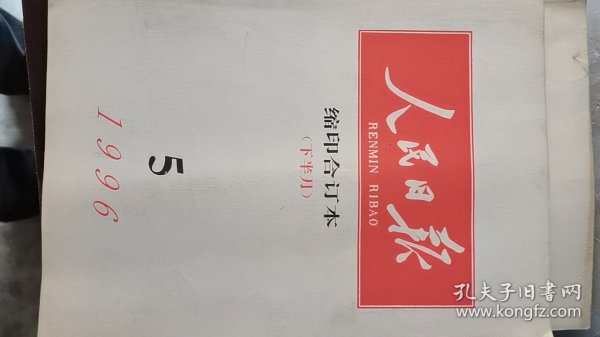 人民日报
RENMIN RIBAO
缩印合订本
(下半月)
5
1996
孔夫子旧书网
www.kongfz.com